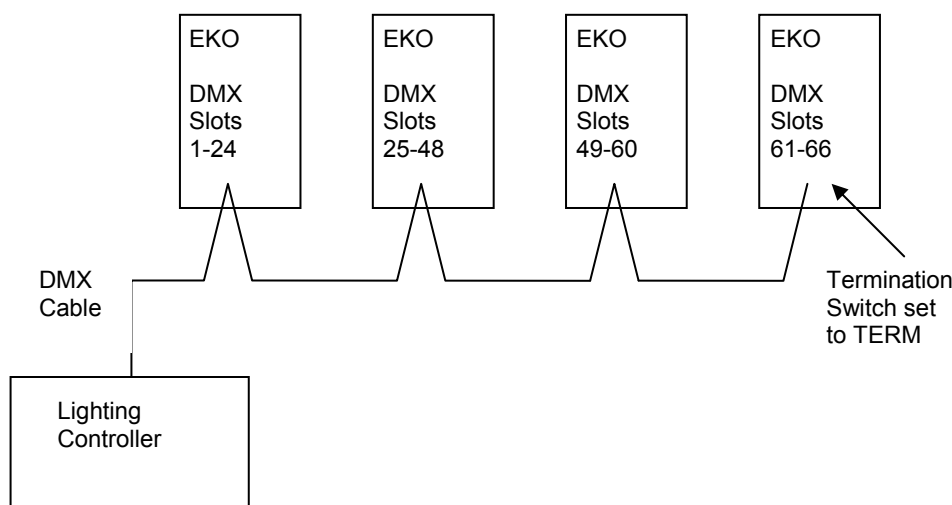 EKO
DMX
Slots
1-24
EKO
DMX
Slots
25-48
EKO
DMX
Slots
49-60
EKO
DMX
Slots
61-66
DMX
Cable
Termination
Switch set
to TERM
Lighting
Controller